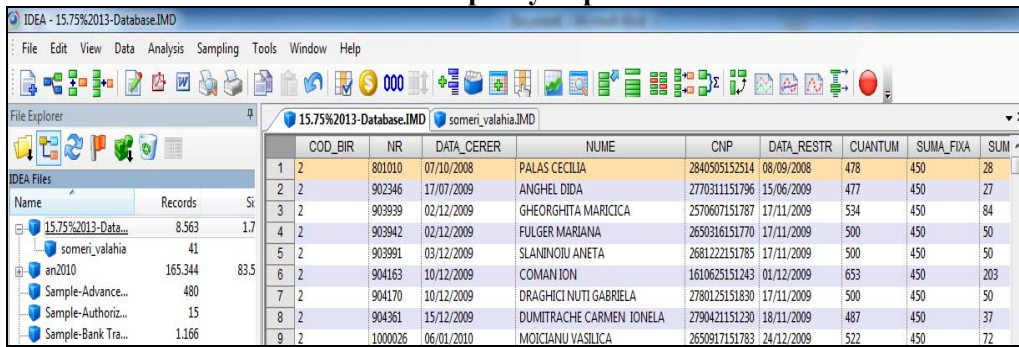 IDEA - 15.75%2013-Database.IMD
File Edit View Data Analysis Sampling Tools Window Help
000
File Explorer
15.75%2013-Database.IMD someri_valahia.IMD
COD_BIR NR DATA_CERER NUME CNP DATA_RESTR CUANTUM SUMA_FIXA SUM
1 2 801010 07/10/2008 PALAS CECILIA 2840505152514 08/09/2008 478 450 28
IDEA Files
2 2 902346 17/07/2009 ANGHEL DIDA 2770311151796 15/06/2009 477 450 27
Name Records Si
3 2 903939 02/12/2009 GHEORGHITA MARICICA 2570607151787 17/11/2009 534 450 84
15.75%2013-Data... 8.563 1.7
4 2 903942 02/12/2009 FULGER MARIANA 2650316151770 17/11/2009 500 450 50
someri_valahia 41
5 2 903991 03/12/2009 SLANINOIU ANETA 2681222151785 17/11/2009 500 450 50
an2010 165.344 83.5
6 2 904163 10/12/2009 COMAN ION 1610625151243 01/12/2009 653 450 203
Sample-Advance... 480
7 2 904170 10/12/2009 DRAGHICI NUTI GABRIELA 2780125151830 17/11/2009 500 450 50
Sample-Authoriz... 15
8 2 904361 15/12/2009 DUMITRACHE CARMEN IONELA 2790421151230 18/11/2009 487 450 37
Sample-Bank Tra... 1.166
9 2 1000026 06/01/2010 MOICIANU VASILICA 2650917151783 24/12/2009 522 450 72